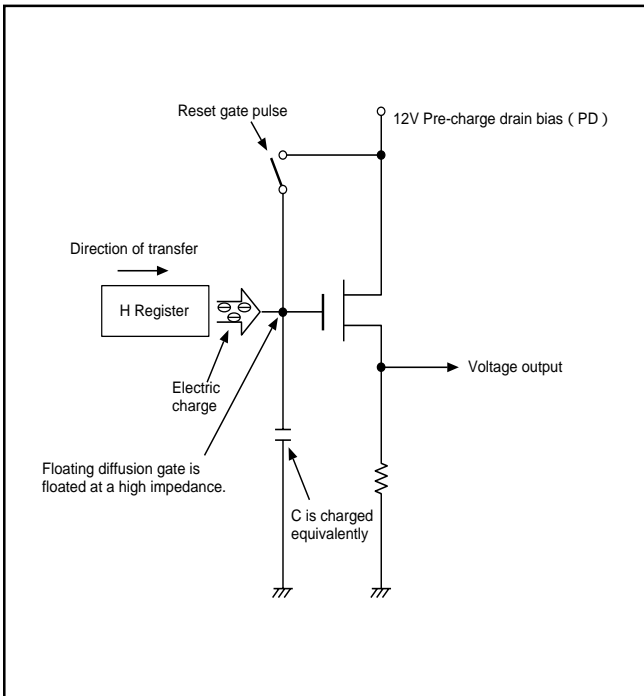 Reset gate pulse
12V Pre-charge drain bias ( PD )
Direction of transfer
H Register
Electric
charge
Voltage output
Floating diffusion gate is
floated at a high impedance.
C is charged
equivalently